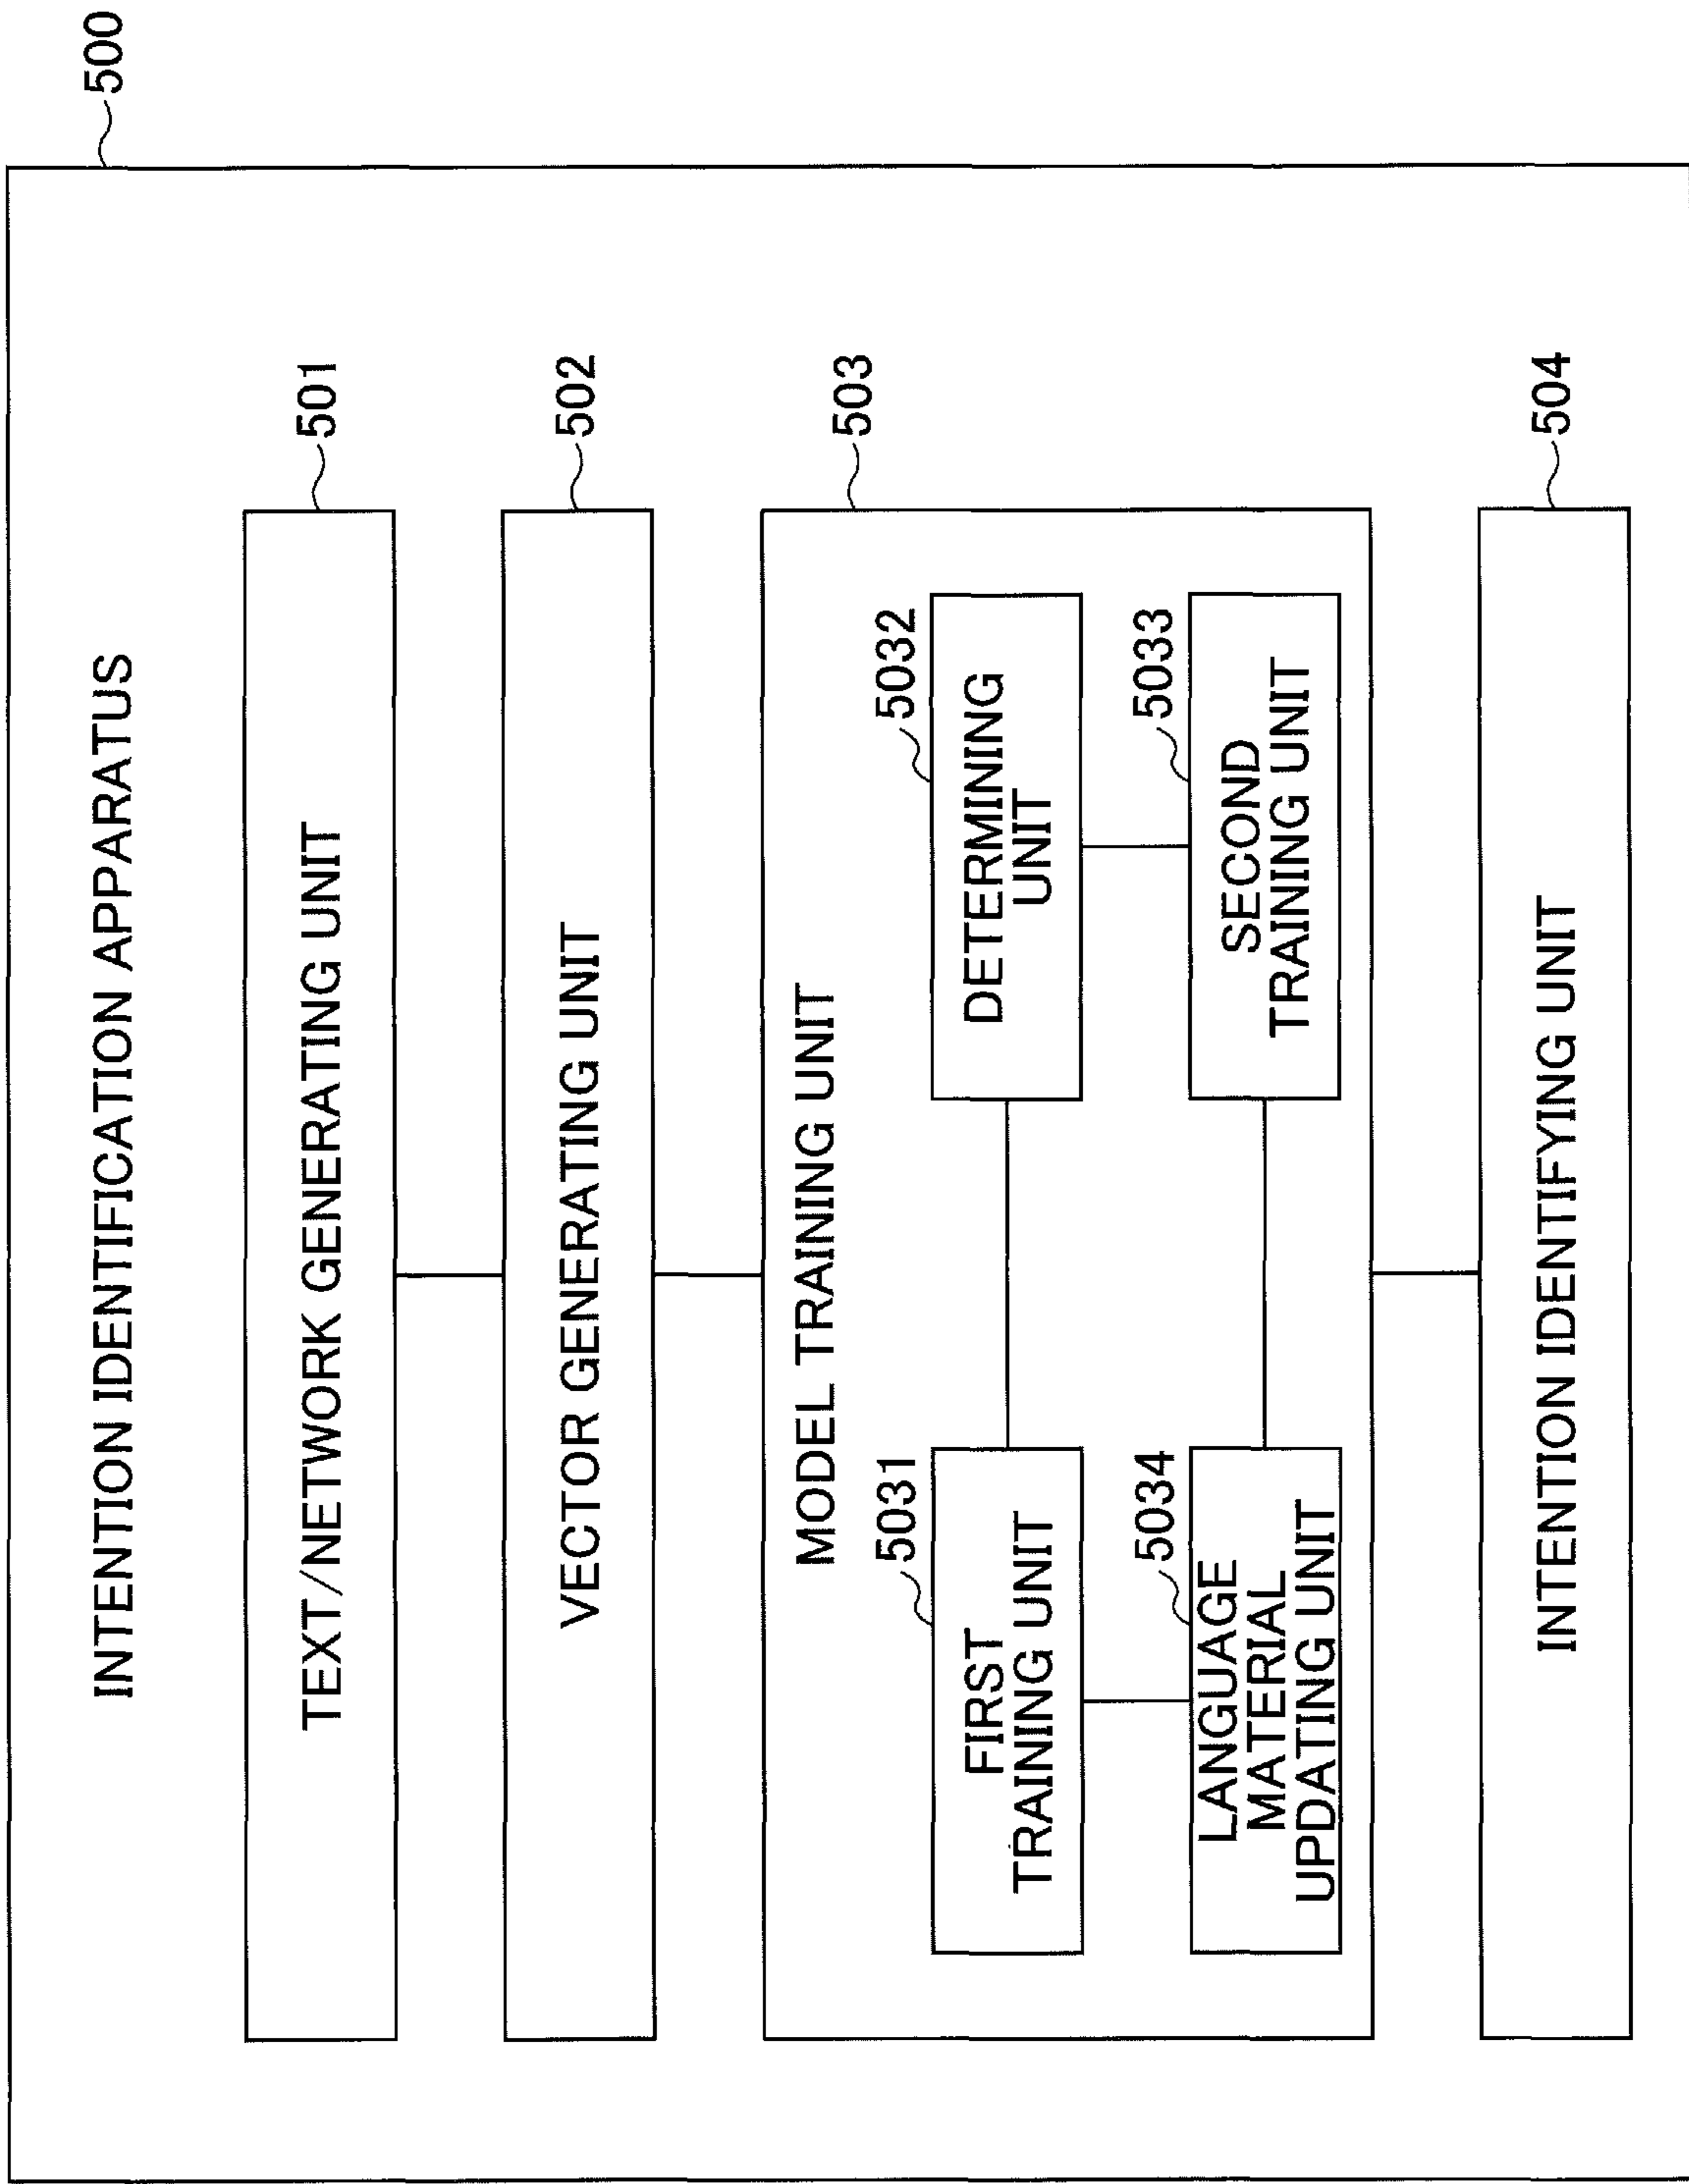 500
INTENTION IDENTIFICATION APPARATUS
501
TEXT/NETWORK GENERATING UNIT
502
VECTOR GENERATING UNIT
503
MODEL TRAINING UNIT
5031
FIRST
TRAINING UNIT
5032
DETERMINING
UNIT
5034
LANGUAGE
MATERIAL
UPDATING UNIT
5033
SECOND
TRAINING UNIT
504
INTENTION IDENTIFYING UNIT